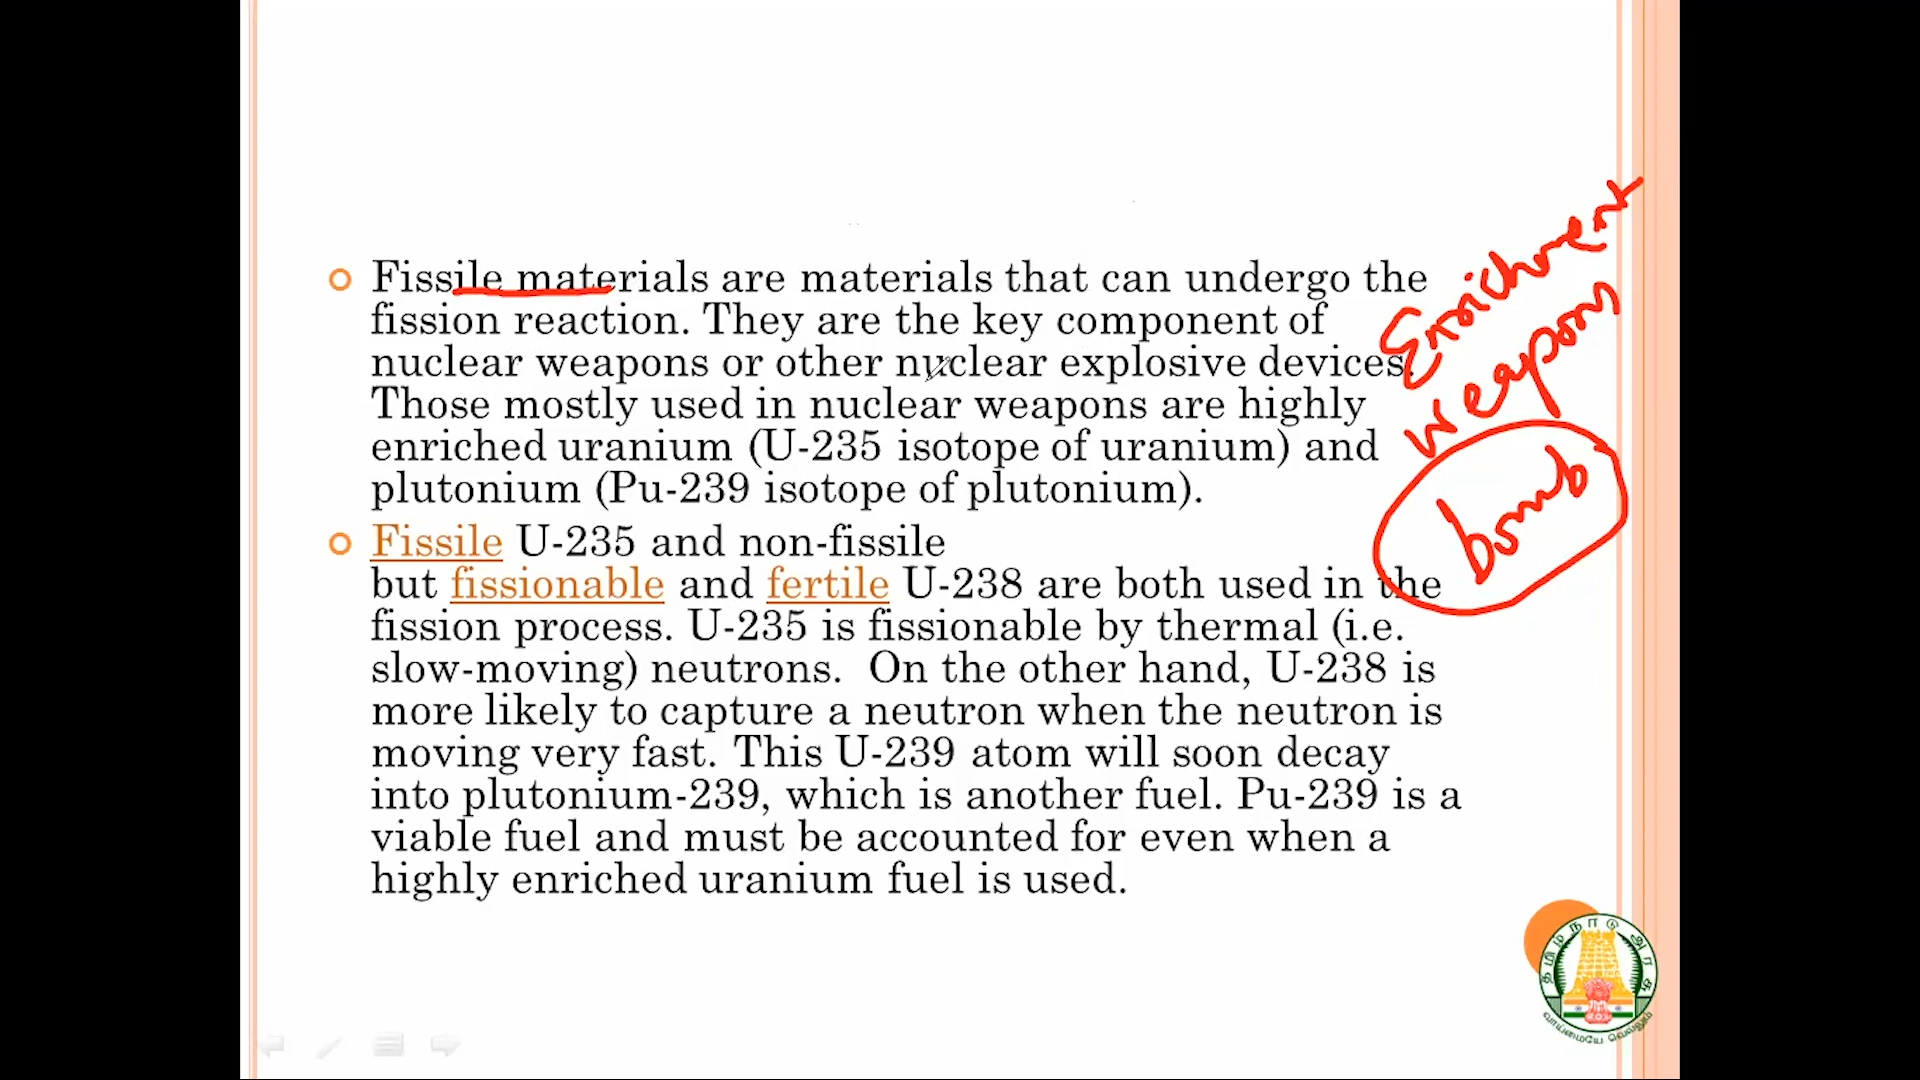 Fissile materials are materials that can undergo the
fission reaction. They are the key component of
nuclear weapons or other nuclear explosive devices.
Those mostly used in nuclear weapons are highly
enriched uranium (U-235 isotope of uranium) and
plutonium (Pu-239 isotope of plutonium).
Fissile U-235 and non-fissile
but fissionable and fertile U-238 are both used in the
fission process. U-235 is fissionable by thermal (i.e.
slow-moving) neutrons. On the other hand, U-238 is
more likely to capture a neutron when the neutron is
moving very fast. This U-239 atom will soon decay
into plutonium-239, which is another fuel. Pu-239 is a
viable fuel and must be accounted for even when a
highly enriched uranium fuel is used.
Enrichment
weapons
bomb
தமிழ்நாடு அரசு
வாய்மையே வெல்லும்